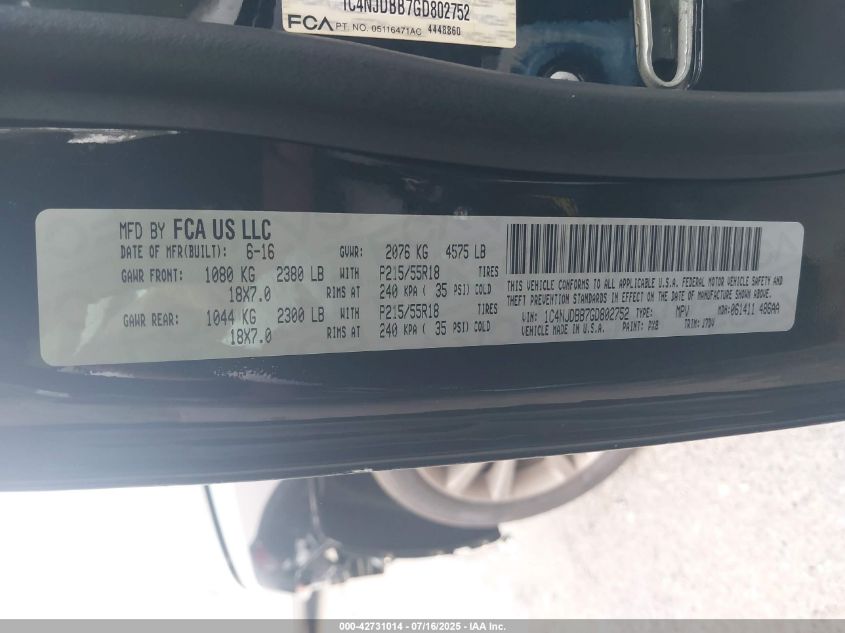 1C4NJDBB7GD802752
FCA PT. NO. 05116471AC 4448860
MFD BY FCA US LLC
DATE OF MFR(BUILT): 6-16 GVWR: 2076 KG 4575 LB
GAWR FRONT: 1080 KG 2380 LB WITH P215/55R18 TIRES
18X7.0 RIMS AT 240 KPA ( 35 PSI) COLD
GAWR REAR: 1044 KG 2300 LB WITH P215/55R18 TIRES
18X7.0 RIMS AT 240 KPA ( 35 PSI) COLD
THIS VEHICLE CONFORMS TO ALL APPLICABLE U.S.A. FEDERAL MOTOR VEHICLE SAFETY AND
THEFT PREVENTION STANDARDS IN EFFECT ON THE DATE OF MANUFACTURE SHOWN ABOVE.
VIN: 1C4NJDBB7GD802752 TYPE: MPV MDH: 061411 486AA
VEHICLE MADE IN U.S.A. PAINT: PX8 TRIM: J7DV
000-42731014 - 07/16/2025 - IAA Inc.